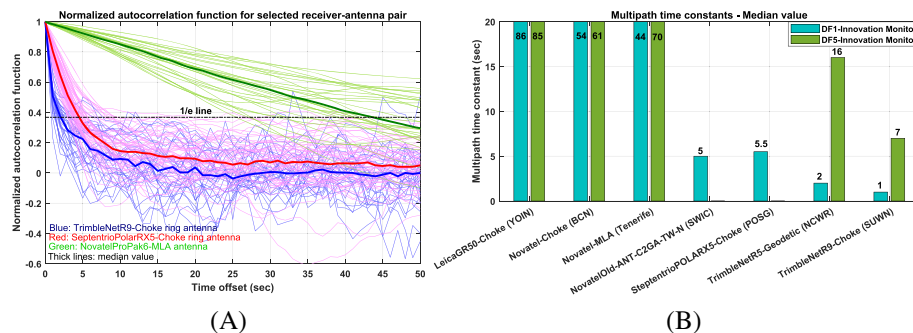 Normalized autocorrelation function for selected receiver-antenna pair
Normalized autocorrelation function
1
0.8
0.6
0.4
0.2
0
-0.2
-0.4
-0.6
1/e line
Blue: TrimbleNetR9-Choke ring antenna
Red: SeptentrioPolarRX5-Choke ring antenna
Green: NovatelProPak6-MLA antenna
Thick lines: median value
0 5 10 15 20 25 30 35 40 45 50
Time offset (sec)
(A)
Multipath time constants - Median value
Multipath time constant (sec)
20
15
10
5
0
DF1-Innovation Monito
DF5-Innovation Monito
86 85
54 61
44 70
5
5.5
2 16
1 7
LeicaGR50-Choke (YOIN)
Novatel-Choke (BCN)
Novatel-MLA (Tenerife)
NovatelOld-ANT-C2GA-TW-N (SWIC)
SteptentrioPOLARX5-Choke (POSG)
TrimbleNetR5-Geodetic (NCWR)
TrimbleNetR9-Choke (SUWN)
(B)